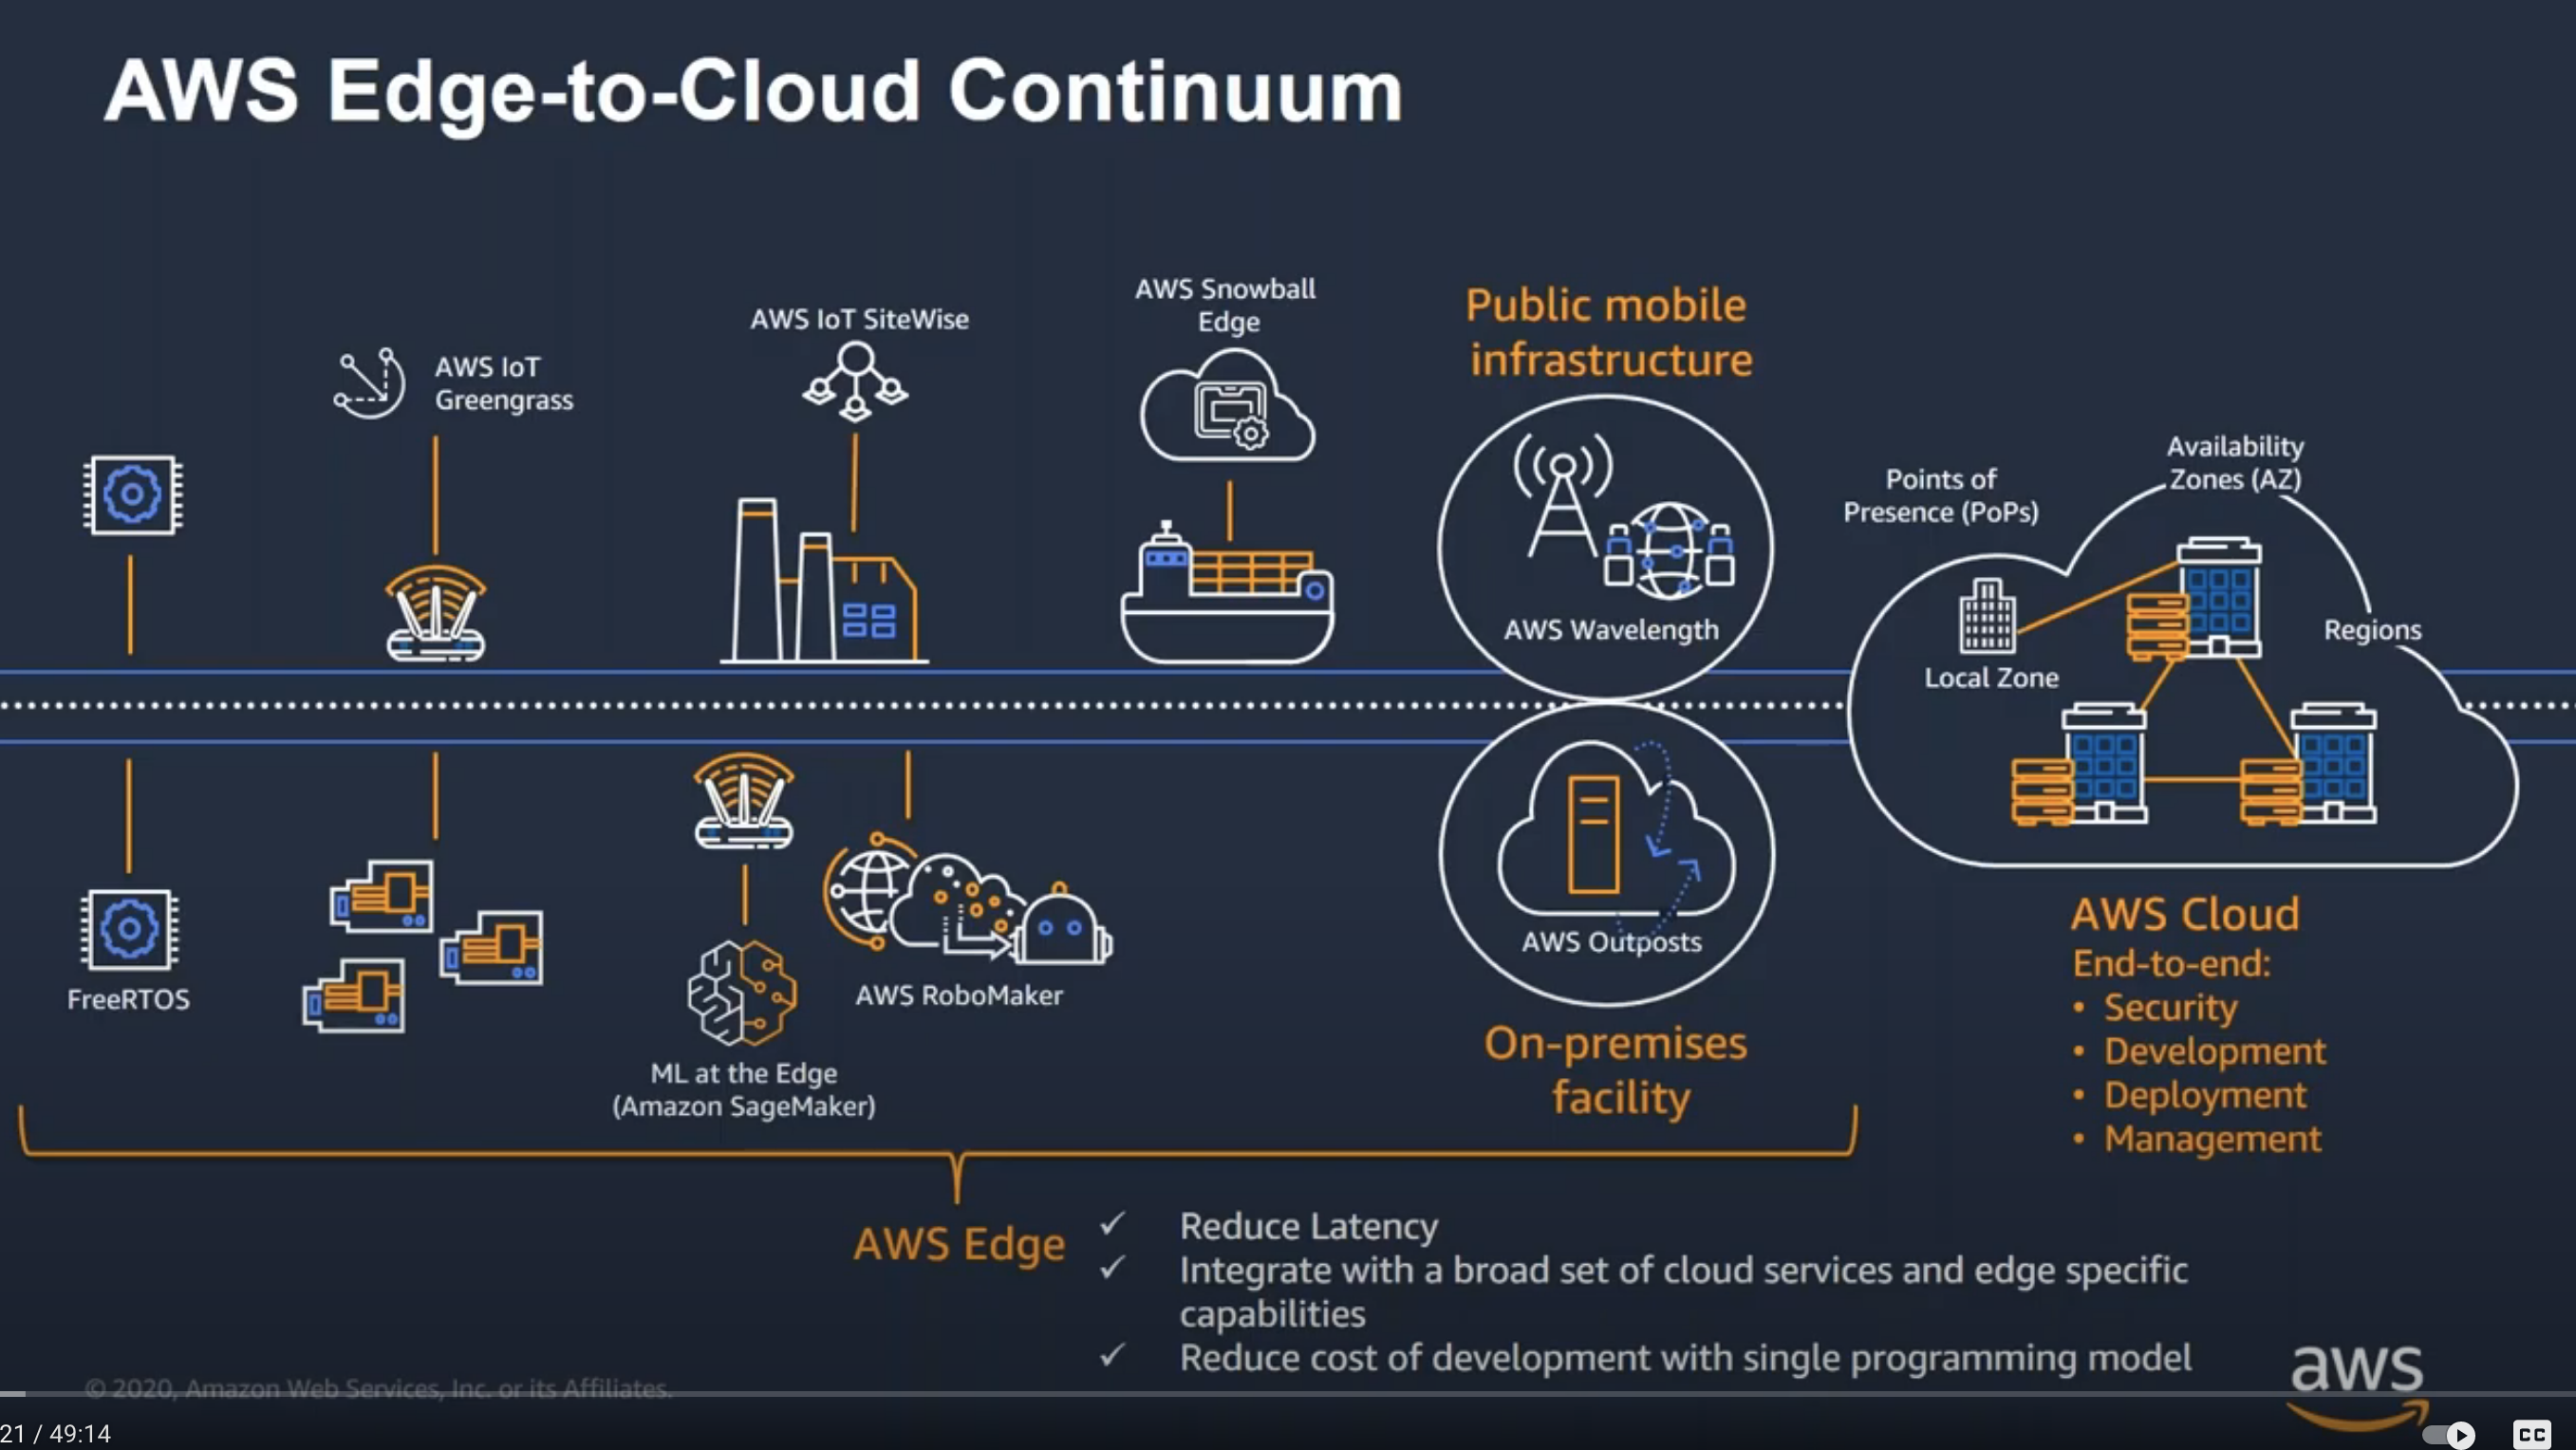 AWS Edge-to-Cloud Continuum
AWS Snowball
Edge
Public mobile
infrastructure
AWS IoT SiteWise
AWS IoT
Greengrass
Availability
Zones (AZ)
Points of
Presence (PoPs)
AWS Wavelength
Regions
Local Zone
FreeRTOS
AWS RoboMaker
ML at the Edge
(Amazon SageMaker)
AWS Outposts
On-premises
facility
AWS Cloud
End-to-end:
• Security
• Development
• Deployment
• Management
AWS Edge
✓ Reduce Latency
✓ Integrate with a broad set of cloud services and edge specific
capabilities
✓ Reduce cost of development with single programming model
© 2020, Amazon Web Services, Inc. or its Affiliates.
aws
21 / 49:14
CC